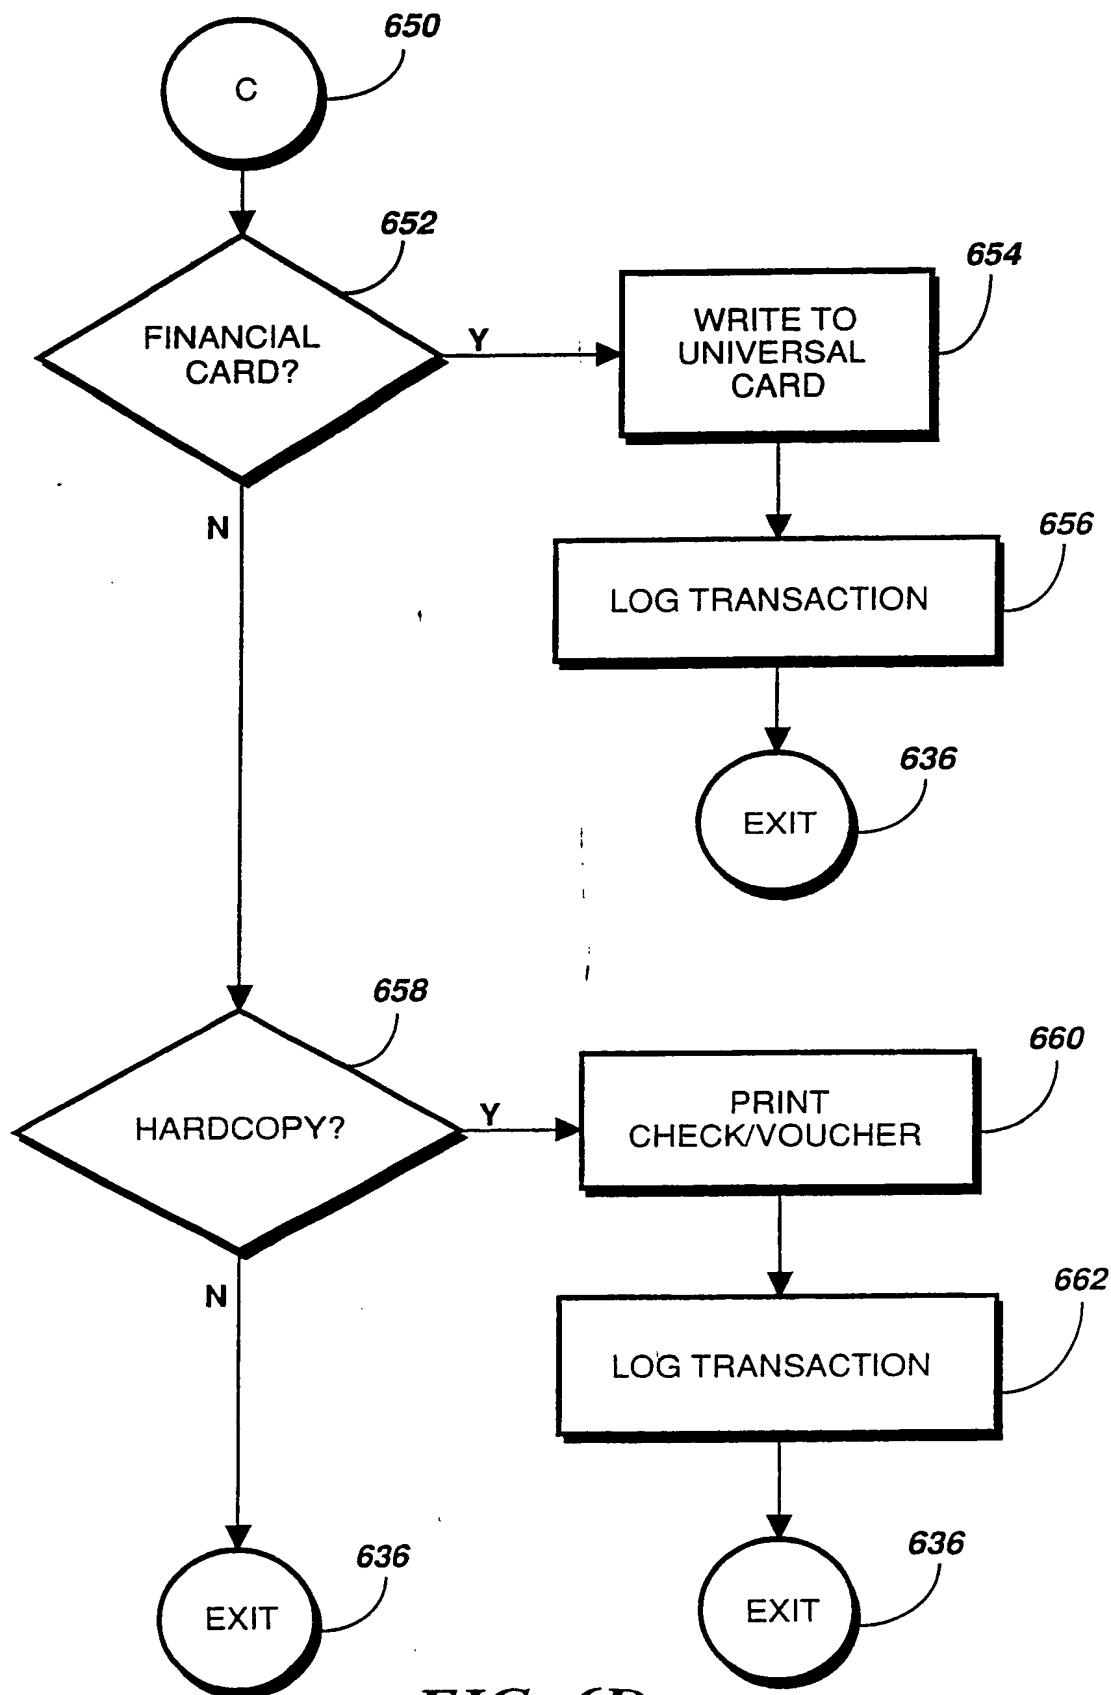 650
C
652
FINANCIAL
CARD?
Y
N
654
WRITE TO
UNIVERSAL
CARD
656
LOG TRANSACTION
636
EXIT
658
HARDCOPY?
Y
N
660
PRINT
CHECK/VOUCHER
662
LOG TRANSACTION
636
EXIT
636
EXIT